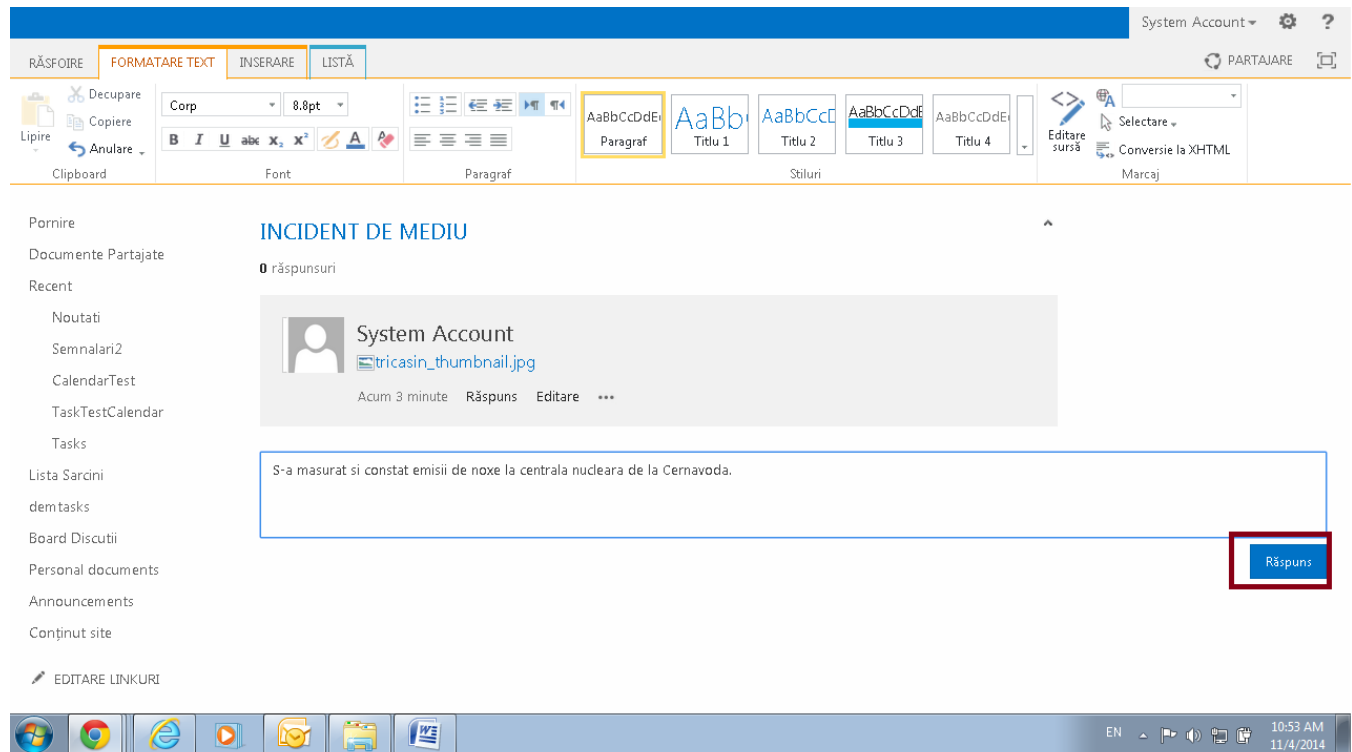 System Account ?
RĂSFOIRE FORMATARE TEXT INSERARE LISTĂ PARTAJARE
Lipire
Decupare
Copiere
Anulare
Clipboard
Corp 8.8pt
B I U abc X₂ X² A
Font
Paragraf
AaBbCcDdE AaBb AaBbCcD AaBbCcDdE AaBbCcDdE
Paragraf Titlu 1 Titlu 2 Titlu 3 Titlu 4
Stiluri
Editare sursă
Selectare
Conversie la XHTML
Marcaj
Pornire
Documente Partajate
Recent
Noutati
Semnalari2
CalendarTest
TaskTestCalendar
Tasks
Lista Sarcini
demtasks
Board Discutii
Personal documents
Announcements
Conținut site
EDITARE LINKURI
INCIDENT DE MEDIU
0 răspunsuri
System Account
tricasin_thumbnail.jpg
Acum 3 minute Răspuns Editare •••
S-a masurat si constat emisii de noxe la centrala nucleara de la Cernavoda.
Răspuns
EN
10:53 AM
11/4/2014